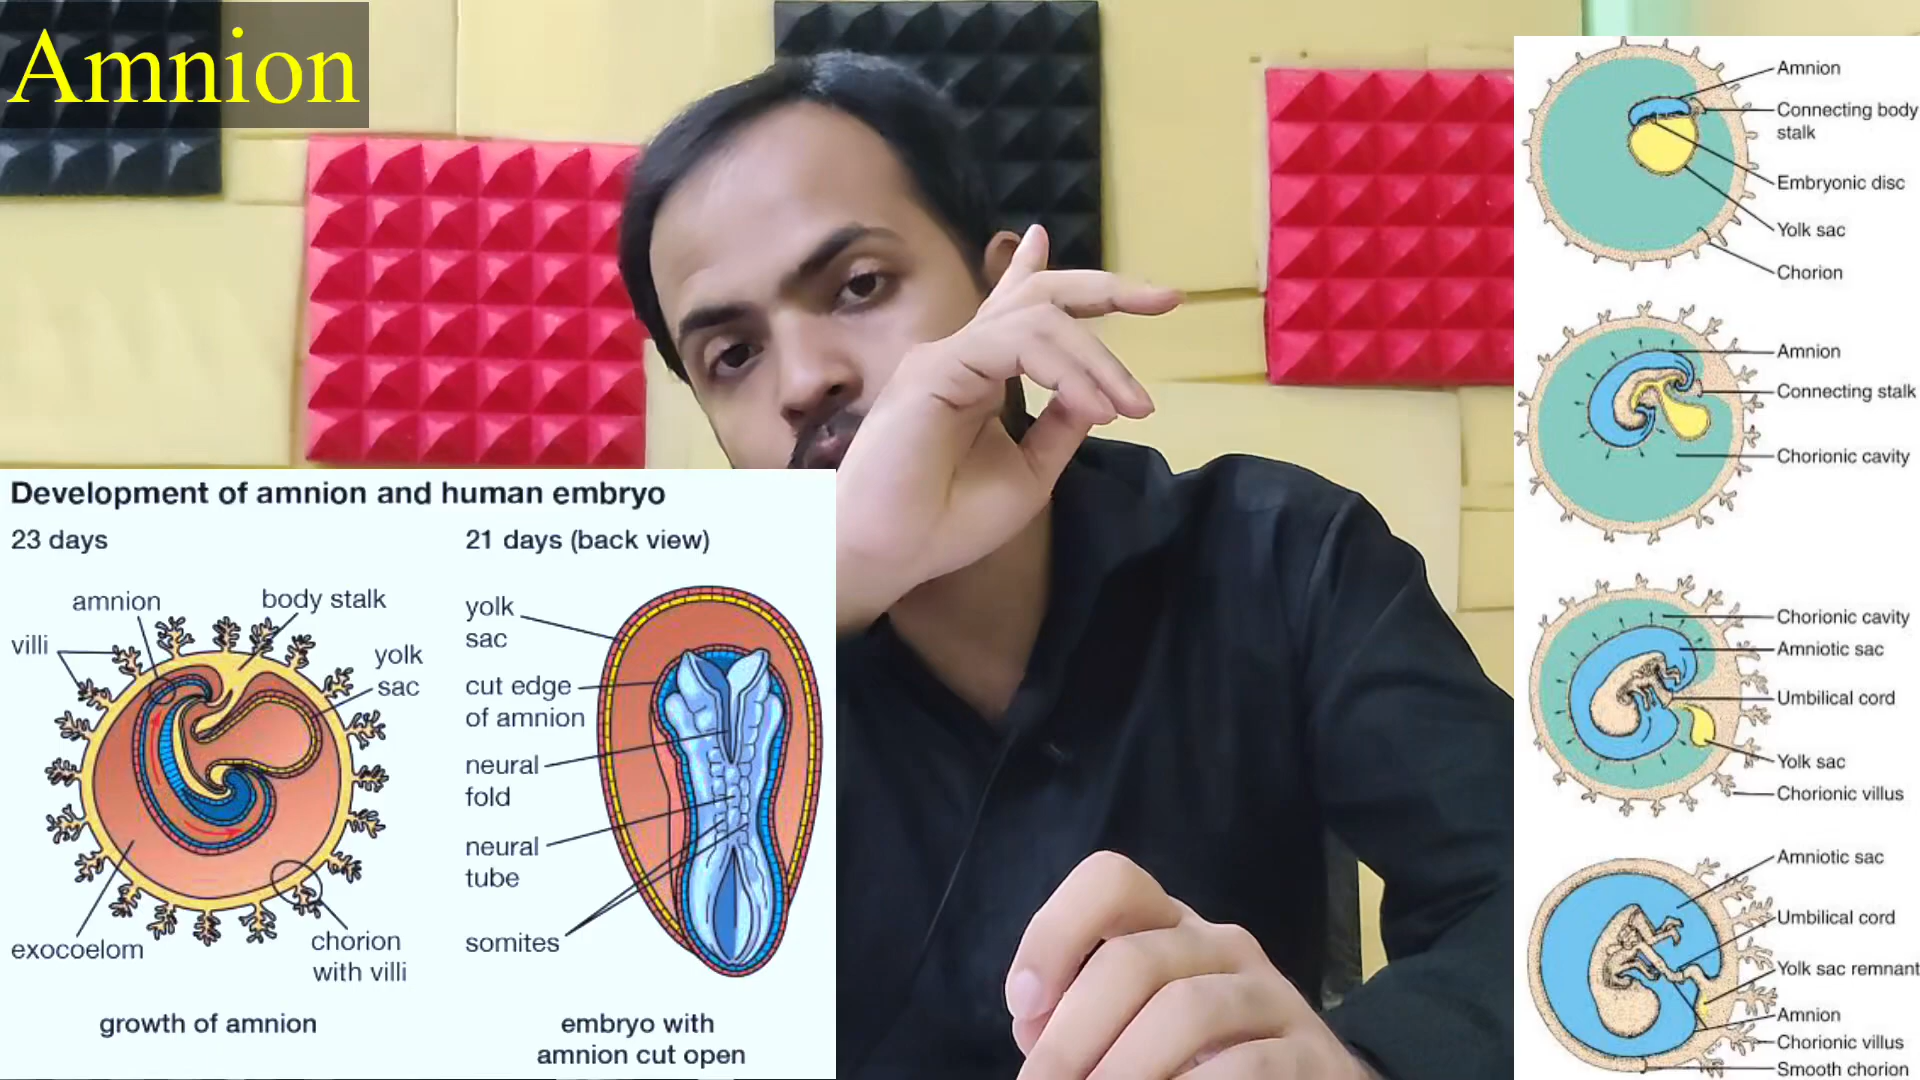 Amnion
Development of amnion and human embryo
23 days
21 days (back view)
amnion
body stalk
villi
yolk
sac
exocoelom
chorion
with villi
growth of amnion
yolk
sac
cut edge
of amnion
neural
fold
neural
tube
somites
embryo with
amnion cut open
Amnion
Connecting body
stalk
Embryonic disc
Yolk sac
Chorion
Amnion
Connecting stalk
Chorionic cavity
Chorionic cavity
Amniotic sac
Umbilical cord
Yolk sac
Chorionic villus
Amniotic sac
Umbilical cord
Yolk sac remnant
Amnion
Chorionic villus
Smooth chorion